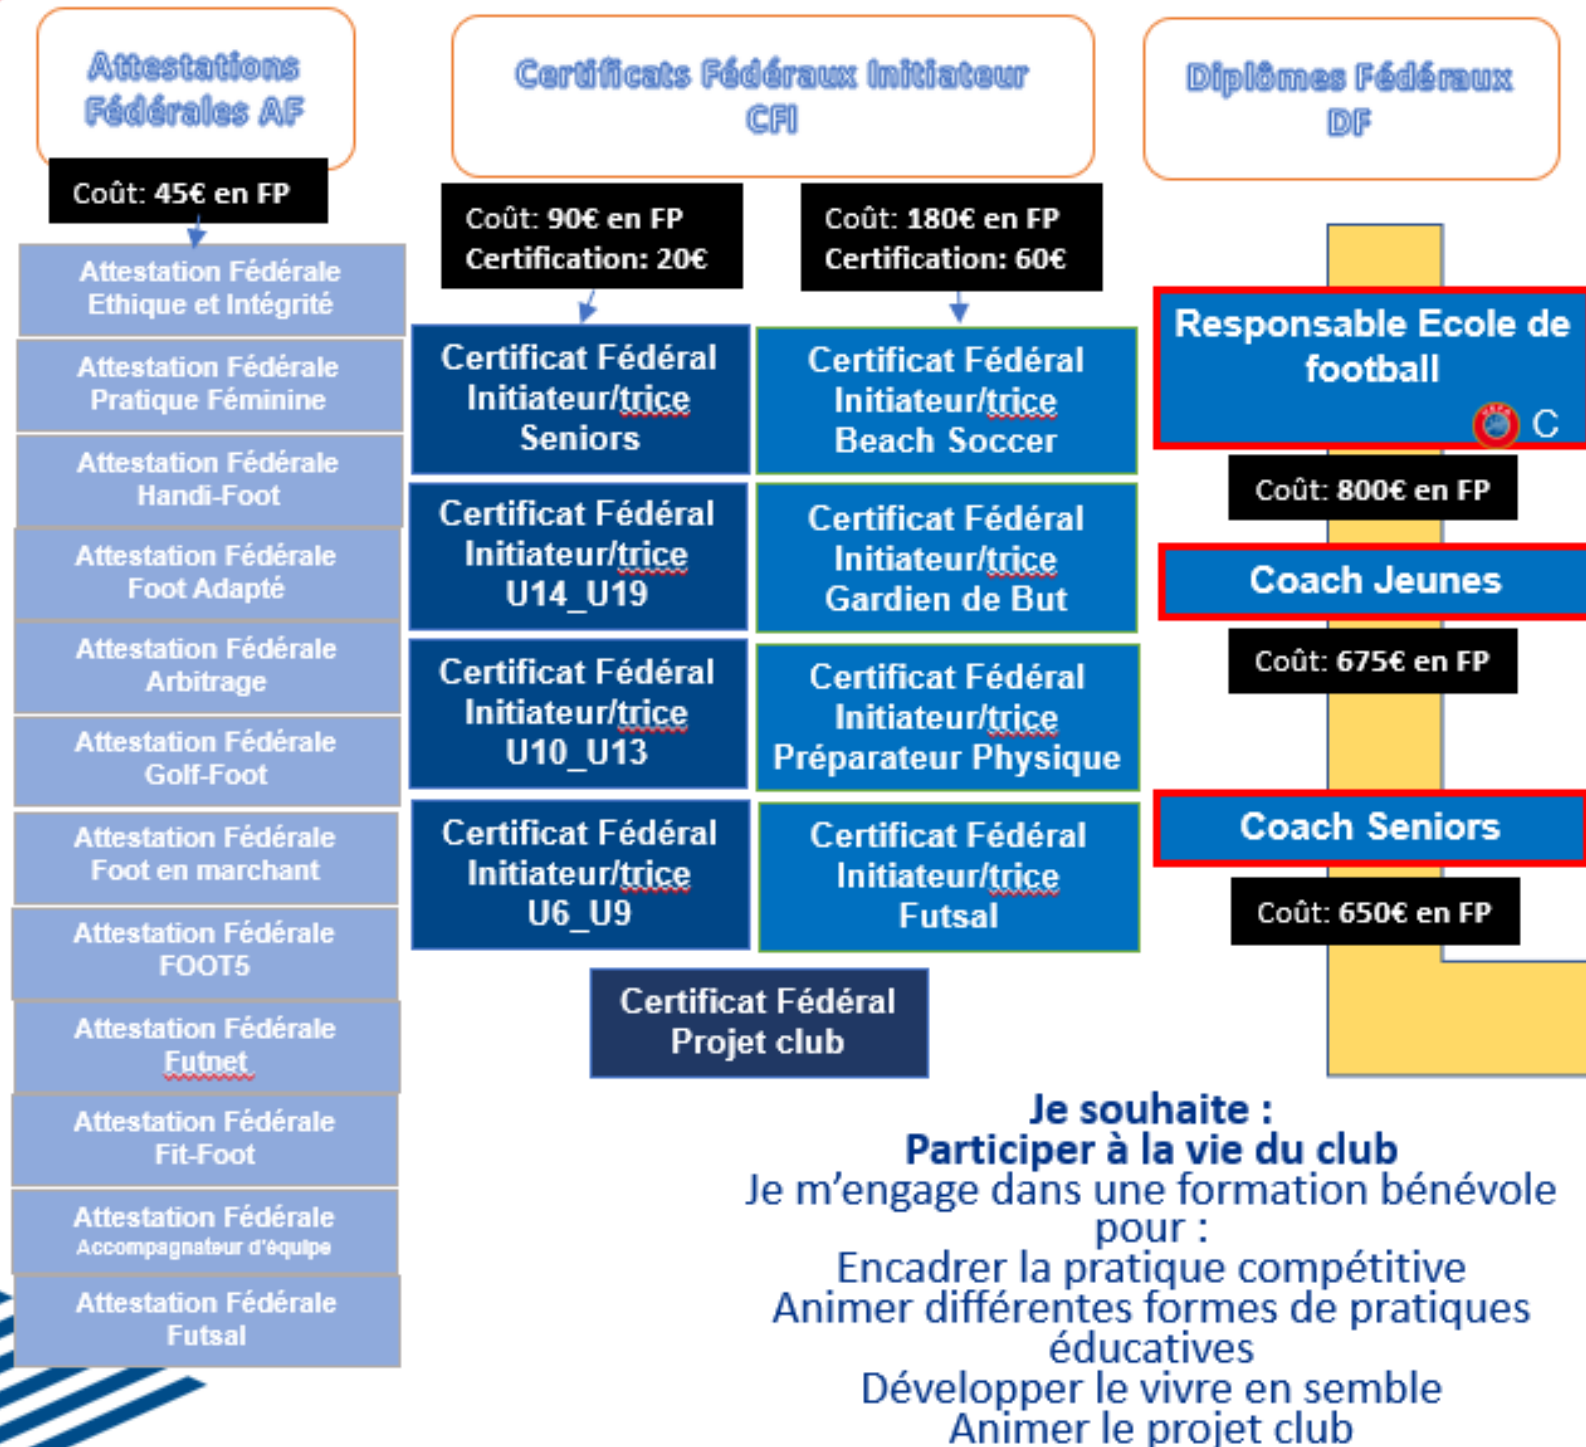 Attestations
Fédérales AF
Coût: 45€ en FP
Attestation Fédérale
Ethique et Intégrité
Attestation Fédérale
Pratique Féminine
Attestation Fédérale
Handi-Foot
Attestation Fédérale
Foot Adapté
Attestation Fédérale
Arbitrage
Attestation Fédérale
Golf-Foot
Attestation Fédérale
Foot en marchant
Attestation Fédérale
FOOT5
Attestation Fédérale
Futnet
Attestation Fédérale
Fit-Foot
Attestation Fédérale
Accompagnateur d'équipe
Attestation Fédérale
Futsal
Certificats Fédéraux Initiateur
CFI
Coût: 90€ en FP
Certification: 20€
Certificat Fédéral
Initiateur/trice
Seniors
Certificat Fédéral
Initiateur/trice
U14_U19
Certificat Fédéral
Initiateur/trice
U10_U13
Certificat Fédéral
Initiateur/trice
U6_U9
Coût: 180€ en FP
Certification: 60€
Certificat Fédéral
Initiateur/trice
Beach Soccer
Certificat Fédéral
Initiateur/trice
Gardien de But
Certificat Fédéral
Initiateur/trice
Préparateur Physique
Certificat Fédéral
Initiateur/trice
Futsal
Certificat Fédéral
Projet club
Diplômes Fédéraux
DF
Responsable Ecole de
football
UEFA C
Coût: 800€ en FP
Coach Jeunes
Coût: 675€ en FP
Coach Seniors
Coût: 650€ en FP
Je souhaite :
Participer à la vie du club
Je m'engage dans une formation bénévole
pour :
Encadrer la pratique compétitive
Animer différentes formes de pratiques
éducatives
Développer le vivre en semble
Animer le projet club